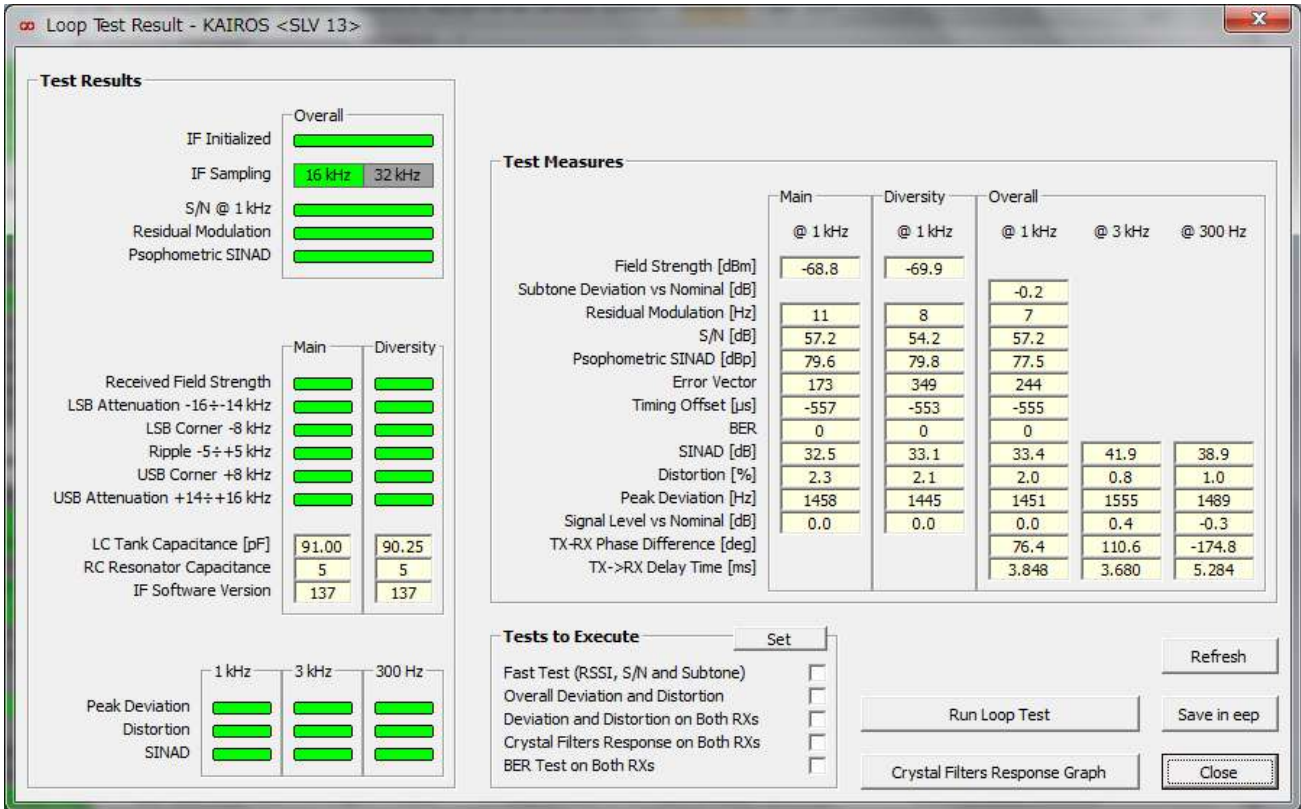 Loop Test Result - KAIROS <SLV 13>
Test Results
Overall
IF Initialized
IF Sampling 16 kHz 32 kHz
S/N @ 1 kHz
Residual Modulation
Psophometric SINAD
Main Diversity
Received Field Strength
LSB Attenuation -16÷-14 kHz
LSB Corner -8 kHz
Ripple -5÷+5 kHz
USB Corner +8 kHz
USB Attenuation +14÷+16 kHz
LC Tank Capacitance [pF] 91.00 90.25
RC Resonator Capacitance 5 5
IF Software Version 137 137
1 kHz 3 kHz 300 Hz
Peak Deviation
Distortion
SINAD
Test Measures
Main Diversity Overall
@ 1 kHz @ 1 kHz @ 1 kHz @ 3 kHz @ 300 Hz
Field Strength [dBm] -68.8 -69.9
Subtone Deviation vs Nominal [dB] -0.2
Residual Modulation [Hz] 11 8 7
S/N [dB] 57.2 54.2 57.2
Psophometric SINAD [dBp] 79.6 79.8 77.5
Error Vector 173 349 244
Timing Offset [µs] -557 -553 -555
BER 0 0 0
SINAD [dB] 32.5 33.1 33.4 41.9 38.9
Distortion [%] 2.3 2.1 2.0 0.8 1.0
Peak Deviation [Hz] 1458 1445 1451 1555 1489
Signal Level vs Nominal [dB] 0.0 0.0 0.0 0.4 -0.3
TX-RX Phase Difference [deg] 76.4 110.6 -174.8
TX->RX Delay Time [ms] 3.848 3.680 5.284
Tests to Execute Set
Fast Test (RSSI, S/N and Subtone)
Overall Deviation and Distortion
Deviation and Distortion on Both RXs
Crystal Filters Response on Both RXs
BER Test on Both RXs
Refresh
Run Loop Test Save in eep
Crystal Filters Response Graph Close